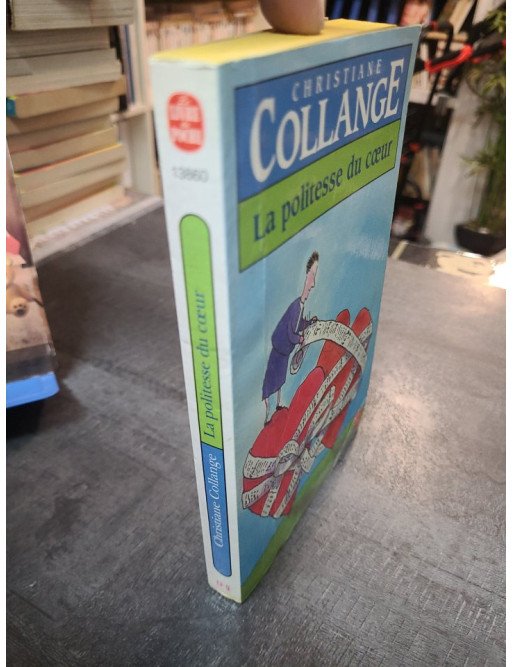 LE LIVRE DE POCHE
13860
La politesse du cœur
Christiane Collange
CHRISTIANE
COLLANGE
La politesse du cœur